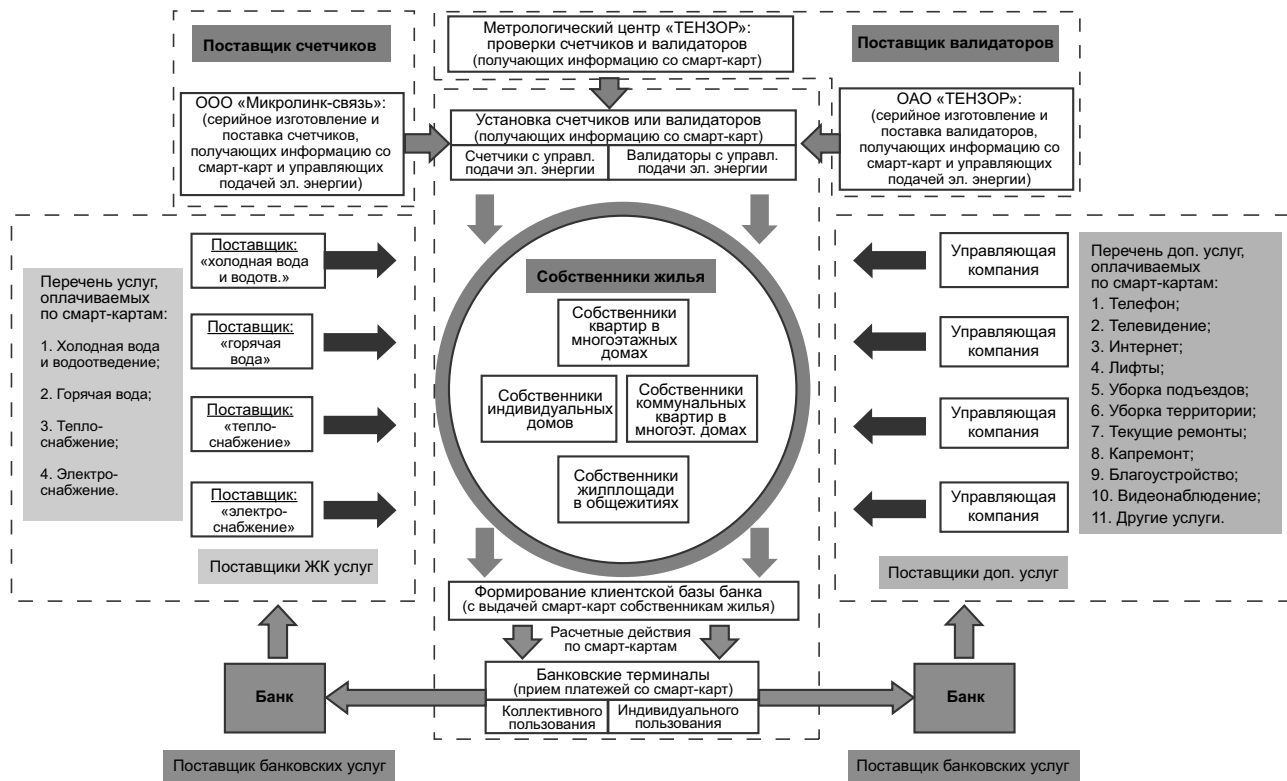 Поставщик счетчиков
Метрологический центр «ТЕНЗОР»:
проверки счетчиков и валидаторов
(получающих информацию со смарт-карт)
Поставщик валидаторов
ООО «Микролинк-связь»:
(серийное изготовление и
поставка счетчиков,
получающих информацию со
смарт-карт и управляющих
подачей эл. энергии)
Установка счетчиков или валидаторов
(получающих информацию со смарт-карт)
Счетчики с управл.
подачи эл. энергии
Валидаторы с управл.
подачи эл. энергии
ОАО «ТЕНЗОР»:
(серийное изготовление и
поставка валидаторов,
получающих информацию со
смарт-карт и управляющих
подачей эл. энергии)
Перечень услуг,
оплачиваемых
по смарт-картам:
1. Холодная вода
и водоотведение;
2. Горячая вода;
3. Тепло-
снабжение;
4. Электро-
снабжение.
Поставщик:
«холодная вода
и водотв.»
Поставщик:
«горячая
вода»
Поставщик:
«тепло-
снабжение»
Поставщик:
«электро-
снабжение»
Поставщики ЖК услуг
Собственники жилья
Собственники
квартир в
многоэтажных
домах
Собственники
индивидуальных
домов
Собственники
коммунальных
квартир в
многоэт. домах
Собственники
жилплощади
в общежитиях
Управляющая
компания
Управляющая
компания
Управляющая
компания
Управляющая
компания
Перечень доп. услуг,
оплачиваемых
по смарт-картам:
1. Телефон;
2. Телевидение;
3. Интернет;
4. Лифты;
5. Уборка подъездов;
6. Уборка территории;
7. Текущие ремонты;
8. Капремонт;
9. Благоустройство;
10. Видеонаблюдение;
11. Другие услуги.
Поставщики доп. услуг
Формирование клиентской базы банка
(с выдачей смарт-карт собственникам жилья)
Расчетные действия
по смарт-картам
Банк
Банковские терминалы
(прием платежей со смарт-карт)
Коллективного
пользования
Индивидуального
пользования
Банк
Поставщик банковских услуг
Поставщик банковских услуг